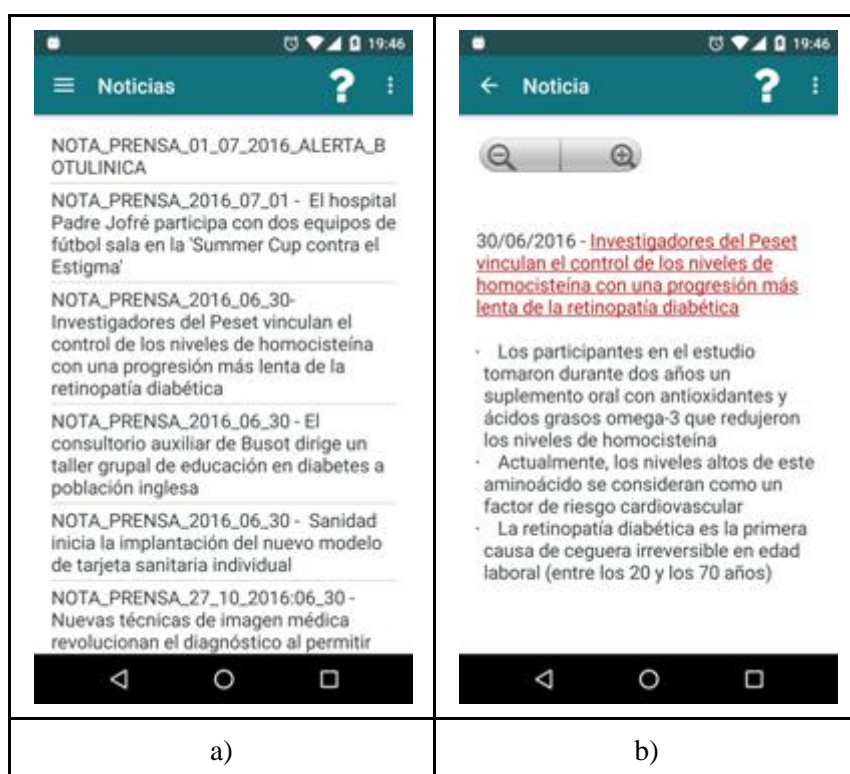 19:46
Noticias ?
NOTA_PRENSA_01_07_2016_ALERTA_B
OTULINICA
NOTA_PRENSA_2016_07_01 - El hospital
Padre Jofré participa con dos equipos de
fútbol sala en la 'Summer Cup contra el
Estigma'
NOTA_PRENSA_2016_06_30-
Investigadores del Peset vinculan el
control de los niveles de homocisteína
con una progresión más lenta de la
retinopatía diabética
NOTA_PRENSA_2016_06_30 - El
consultorio auxiliar de Busot dirige un
taller grupal de educación en diabetes a
población inglesa
NOTA_PRENSA_2016_06_30 - Sanidad
inicia la implantación del nuevo modelo
de tarjeta sanitaria individual
NOTA_PRENSA_27_10_2016:06_30 -
Nuevas técnicas de imagen médica
revolucionan el diagnóstico al permitir
a)
19:46
Noticia ?
30/06/2016 - Investigadores del Peset
vinculan el control de los niveles de
homocisteína con una progresión más
lenta de la retinopatía diabética
· Los participantes en el estudio
tomaron durante dos años un
suplemento oral con antioxidantes y
ácidos grasos omega-3 que redujeron
los niveles de homocisteína
· Actualmente, los niveles altos de este
aminoácido se consideran como un
factor de riesgo cardiovascular
· La retinopatía diabética es la primera
causa de ceguera irreversible en edad
laboral (entre los 20 y los 70 años)
b)